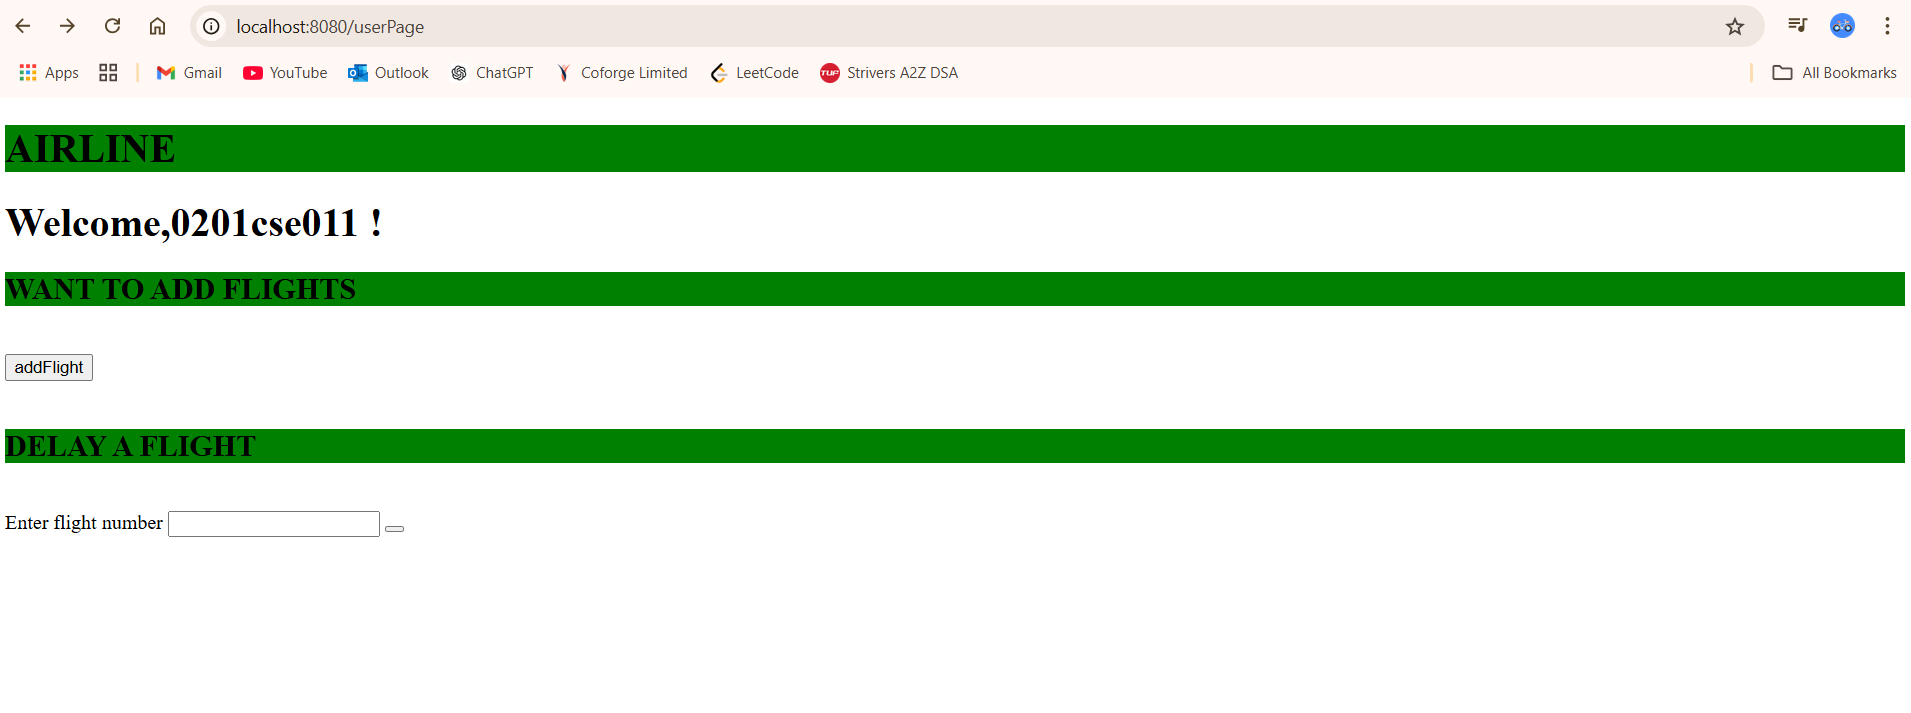 localhost:8080/userPage
Apps Gmail YouTube Outlook ChatGPT Coforge Limited LeetCode TUF Strivers A2Z DSA All Bookmarks
AIRLINE
Welcome,0201cse011 !
WANT TO ADD FLIGHTS
addFlight
DELAY A FLIGHT
Enter flight number